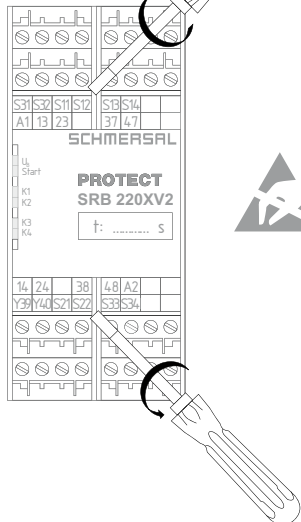 S31 S32 S11 S12 S13 S14
A1 13 23 37 47
SCHMERSAL
Ui
Start
K1
K2
K3
K4
PROTECT
SRB 220XV2
t: ............ s
14 24 38 48 A2
Y39 Y40 S21 S22 S33 S34